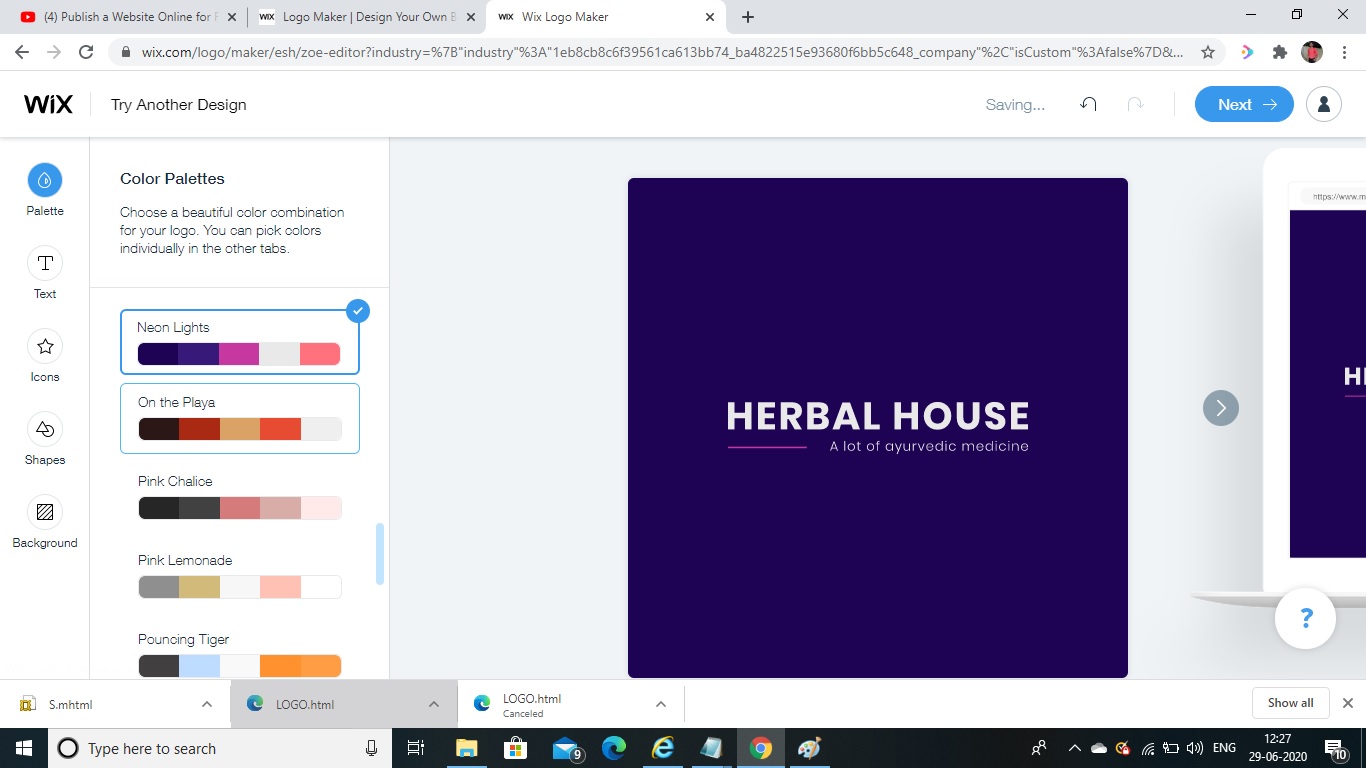 (4) Publish a Website Online for F
WiX
Logo Maker | Design Your Own B
WiX
Wix Logo Maker
wix.com/logo/maker/esh/zoe-editor?industry=%7B"industry"%3A"1eb8cb8c6f39561ca613bb74_ba4822515e93680f6bb5c648_company"%2C"isCustom"%3Afalse%7D&...
WiX
Try Another Design
Saving...
Next
Palette
Text
Icons
Shapes
Background
Color Palettes
Choose a beautiful color combination
for your logo. You can pick colors
individually in the other tabs.
Neon Lights
On the Playa
Pink Chalice
Pink Lemonade
Pouncing Tiger
HERBAL HOUSE
A lot of ayurvedic medicine
https://www.m
H
?
S.mhtml
LOGO.html
LOGO.html
Canceled
Show all
Type here to search
9
ENG
12:27
29-06-2020
10